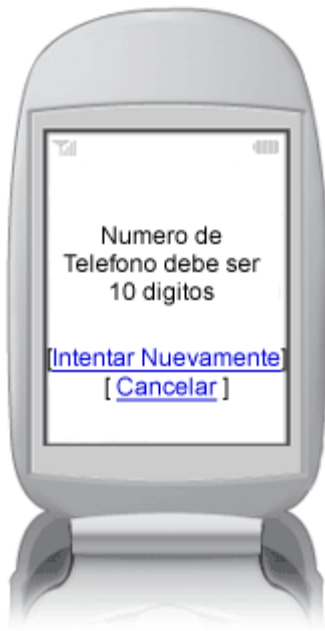 Numero de
Telefono debe ser
10 digitos
[Intentar Nuevamente]
[ Cancelar ]